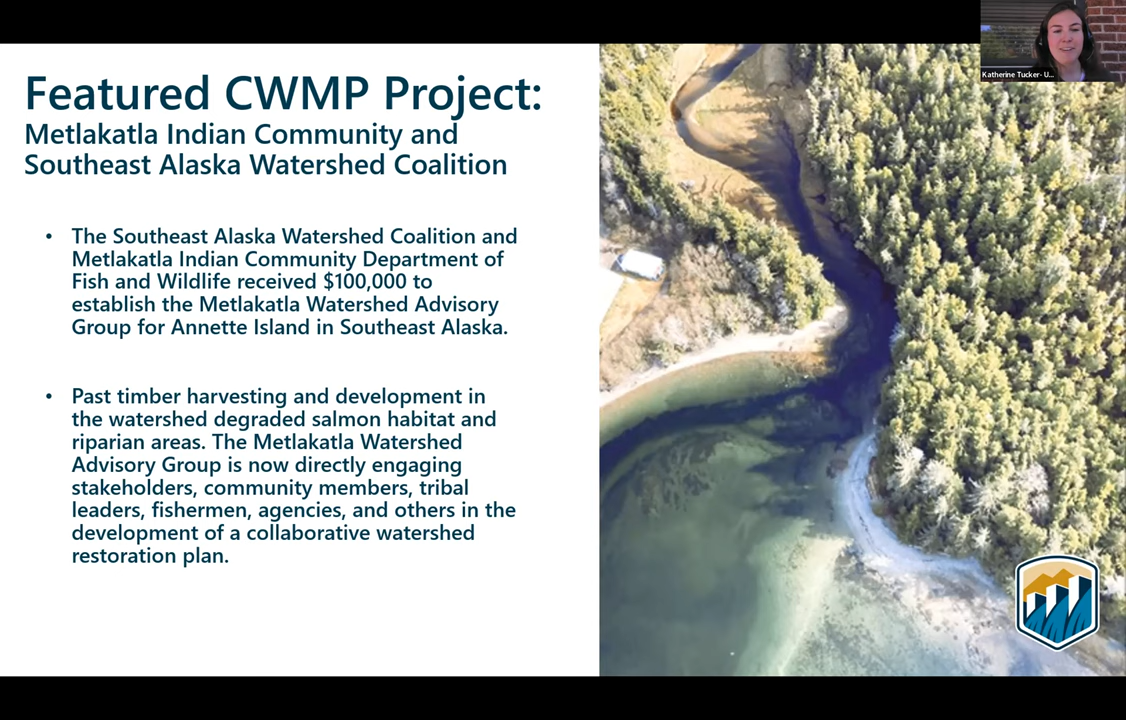 Katherine Tucker- U...
Featured CWMP Project:
Metlakatla Indian Community and
Southeast Alaska Watershed Coalition
• The Southeast Alaska Watershed Coalition and
Metlakatla Indian Community Department of
Fish and Wildlife received $100,000 to
establish the Metlakatla Watershed Advisory
Group for Annette Island in Southeast Alaska.
• Past timber harvesting and development in
the watershed degraded salmon habitat and
riparian areas. The Metlakatla Watershed
Advisory Group is now directly engaging
stakeholders, community members, tribal
leaders, fishermen, agencies, and others in the
development of a collaborative watershed
restoration plan.